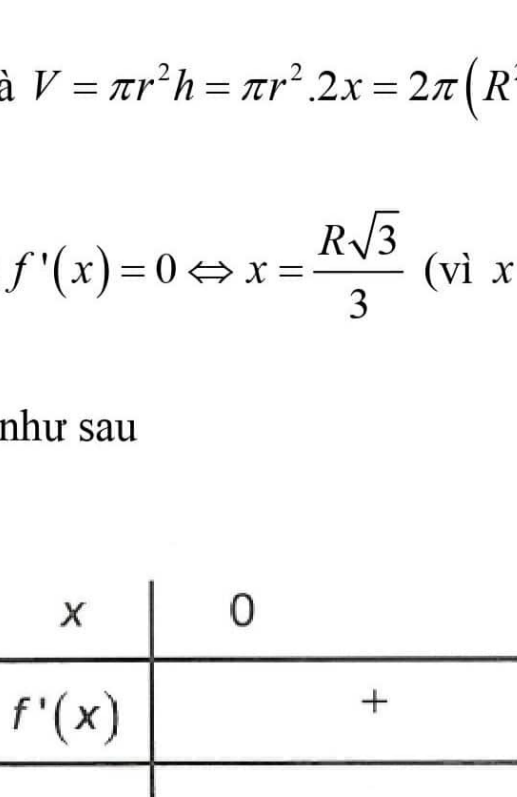 à V = πr²h = πr².2x = 2π(R
f'(x) = 0 ⇔ x = R√3/3 (vì x
như sau
x 0
f'(x) +